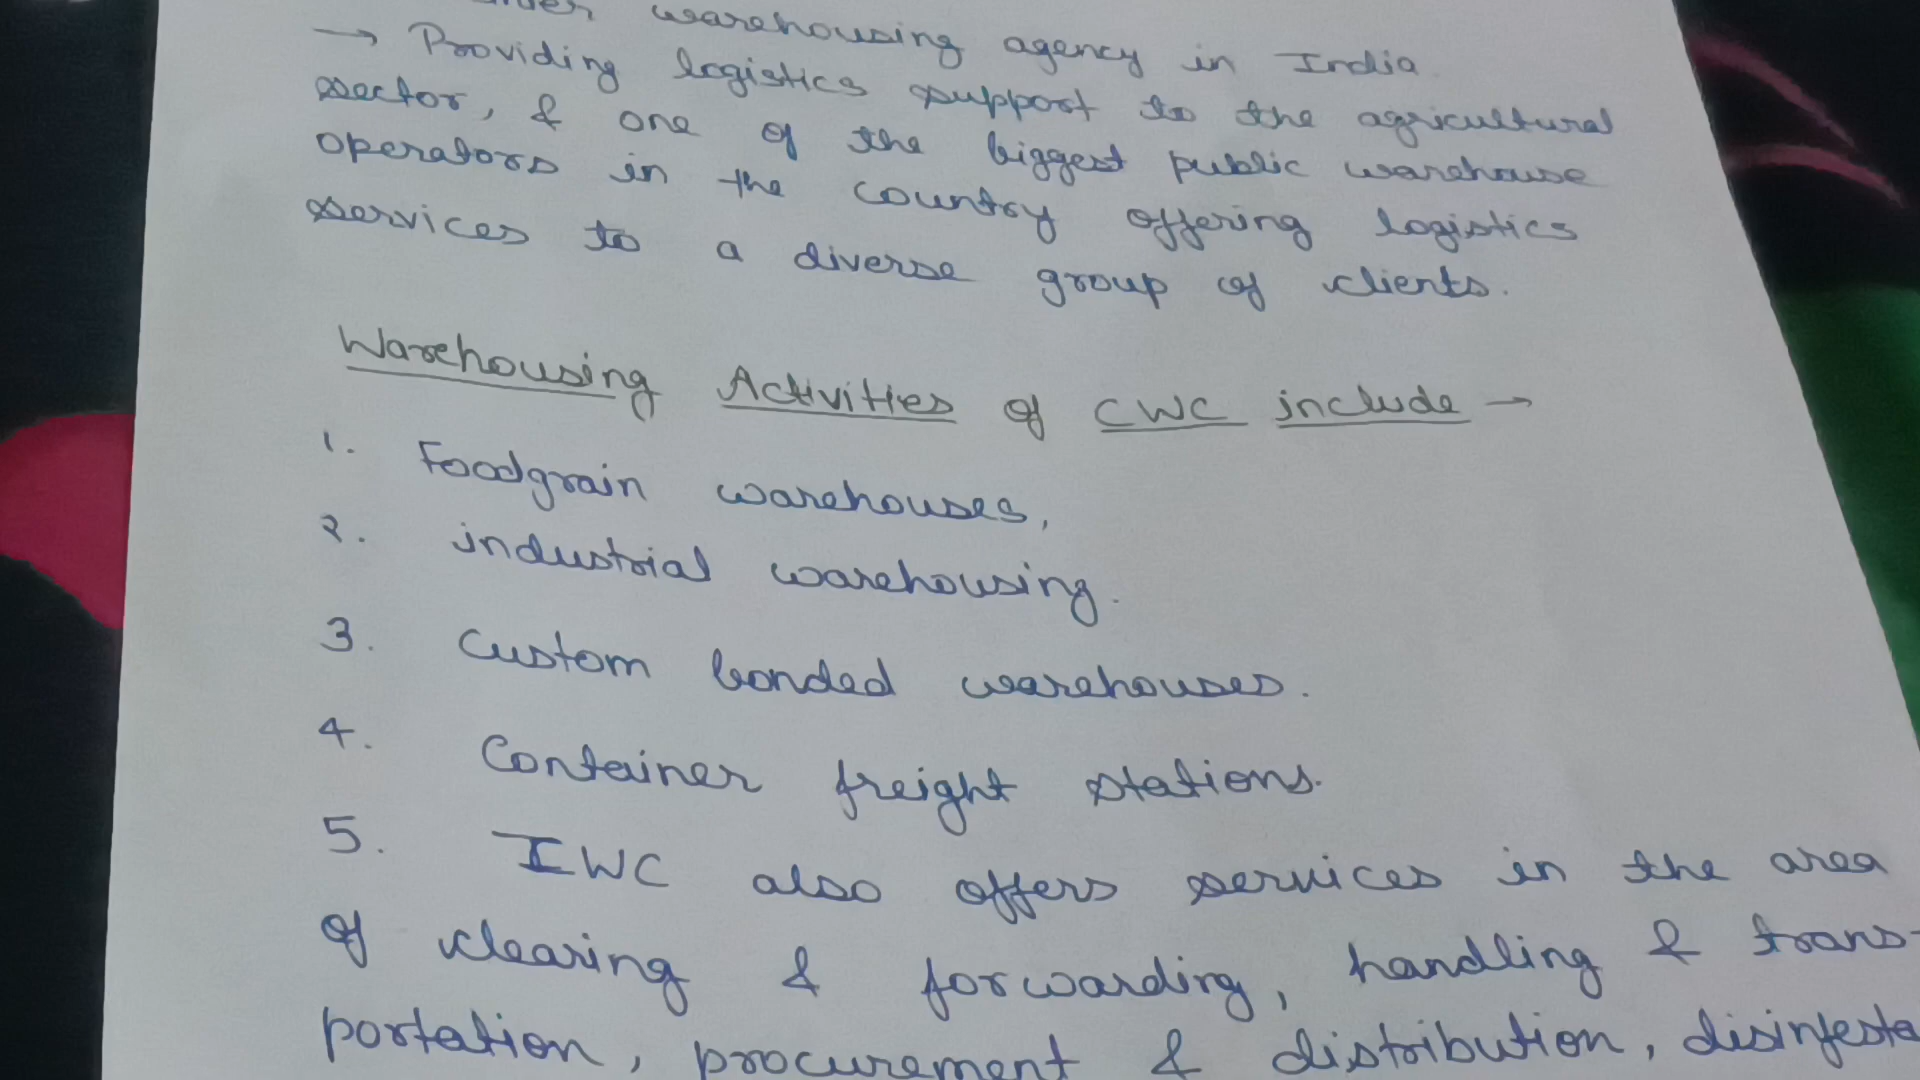 warehousing agency in India
→ Providing logistics support to the agricultural
sector, & one of the biggest public warehouse
operators in the country offering logistics
services to a diverse group of clients.
Warehousing Activities of CWC include →
1. Foodgrain warehouses,
2. industrial warehousing.
3. Custom bonded warehouses.
4. Container freight stations.
5. IWC also offers services in the area
of clearing & forwarding, handling & trans-
portation, procurement & distribution, disinfesta